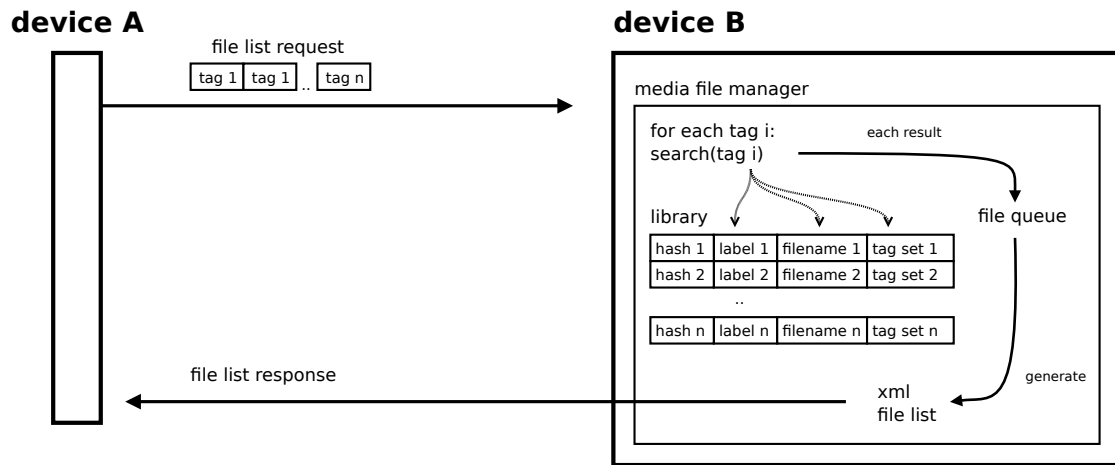 device A
device B
file list request
tag 1 tag 1 .. tag n
media file manager
for each tag i:
search(tag i)
each result
library
file queue
hash 1 label 1 filename 1 tag set 1
hash 2 label 2 filename 2 tag set 2
..
hash n label n filename n tag set n
file list response
generate
xml
file list